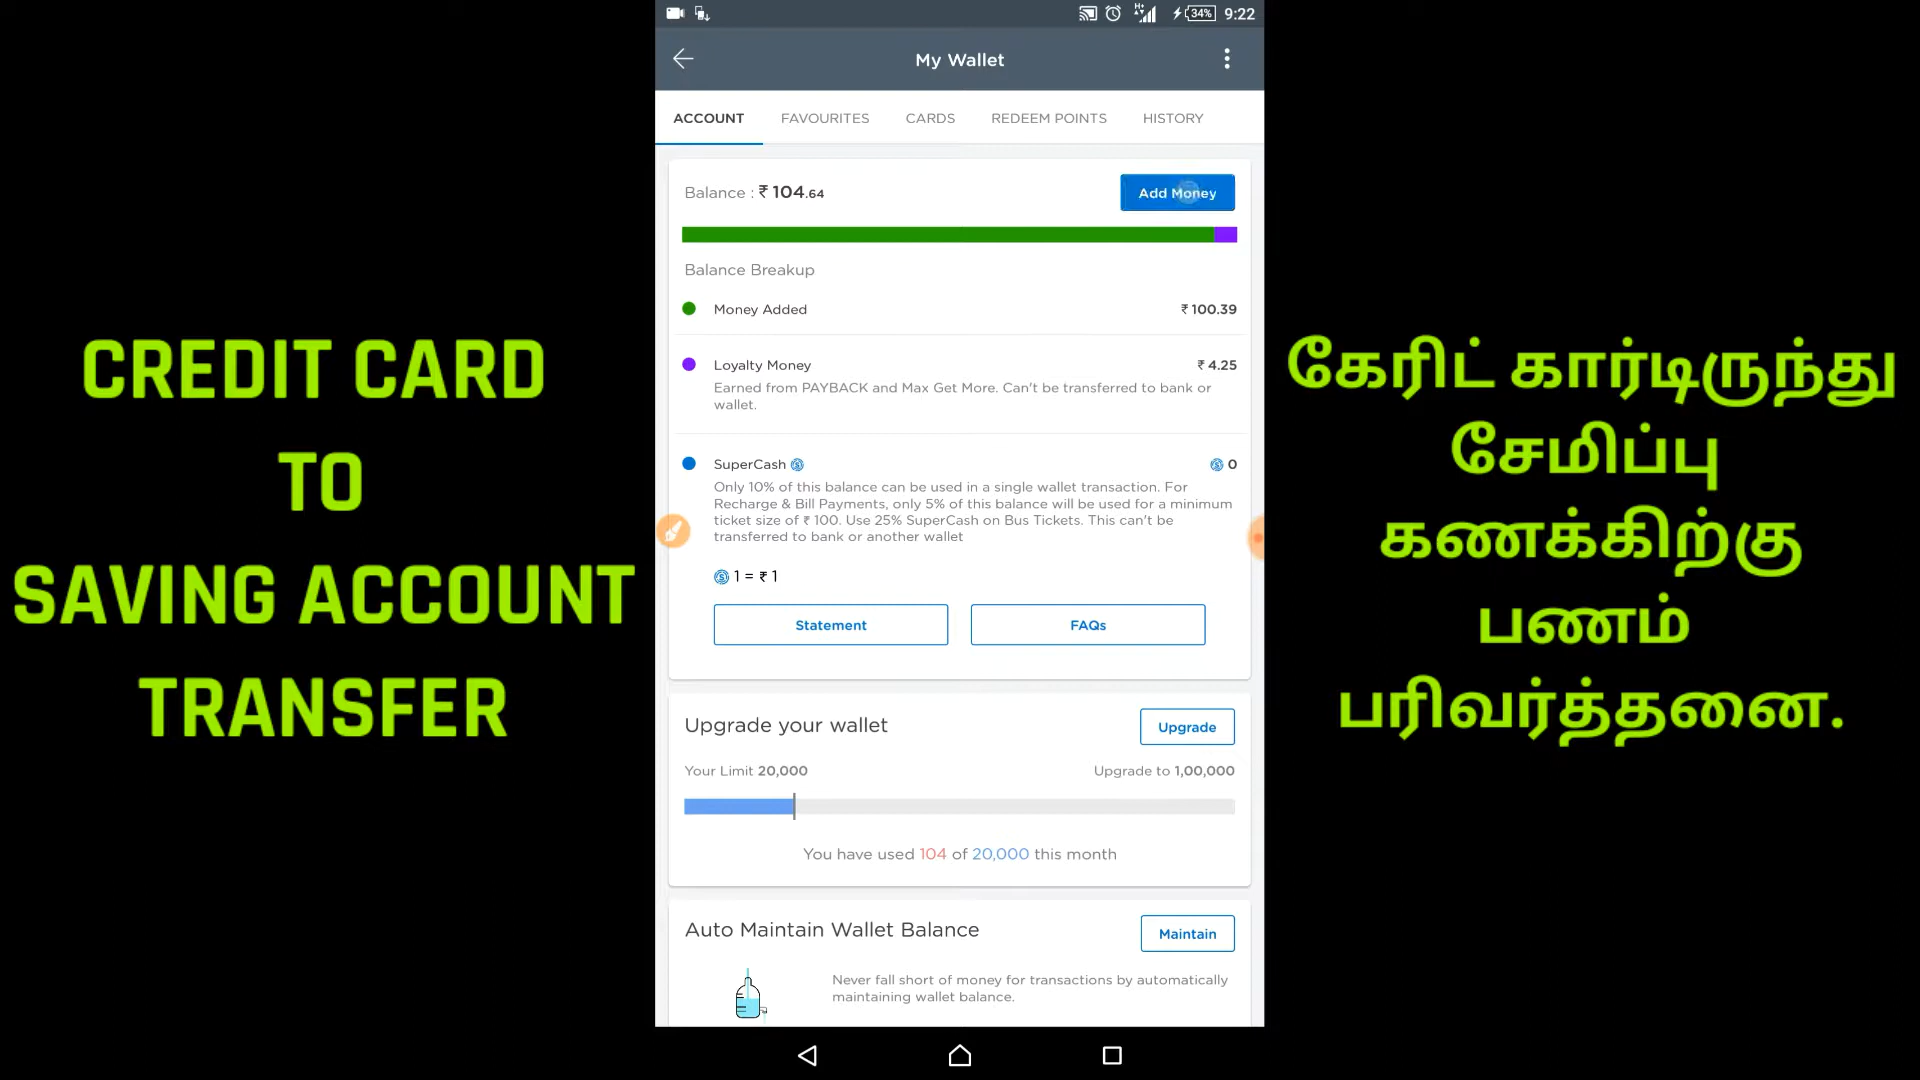 CREDIT CARD
TO
SAVING ACCOUNT
TRANSFER
34%
9:22
My Wallet
ACCOUNT FAVOURITES CARDS REDEEM POINTS HISTORY
Balance : ₹ 104.64
Add Money
Balance Breakup
Money Added ₹ 100.39
Loyalty Money ₹ 4.25
Earned from PAYBACK and Max Get More. Can't be transferred to bank or
wallet.
SuperCash 0
Only 10% of this balance can be used in a single wallet transaction. For
Recharge & Bill Payments, only 5% of this balance will be used for a minimum
ticket size of ₹ 100. Use 25% SuperCash on Bus Tickets. This can't be
transferred to bank or another wallet
1 = ₹ 1
Statement FAQs
Upgrade your wallet Upgrade
Your Limit 20,000 Upgrade to 1,00,000
You have used 104 of 20,000 this month
Auto Maintain Wallet Balance Maintain
Never fall short of money for transactions by automatically
maintaining wallet balance.
கேரிட் கார்டிருந்து
சேமிப்பு
கணக்கிற்கு
பணம்
பரிவர்த்தனை.